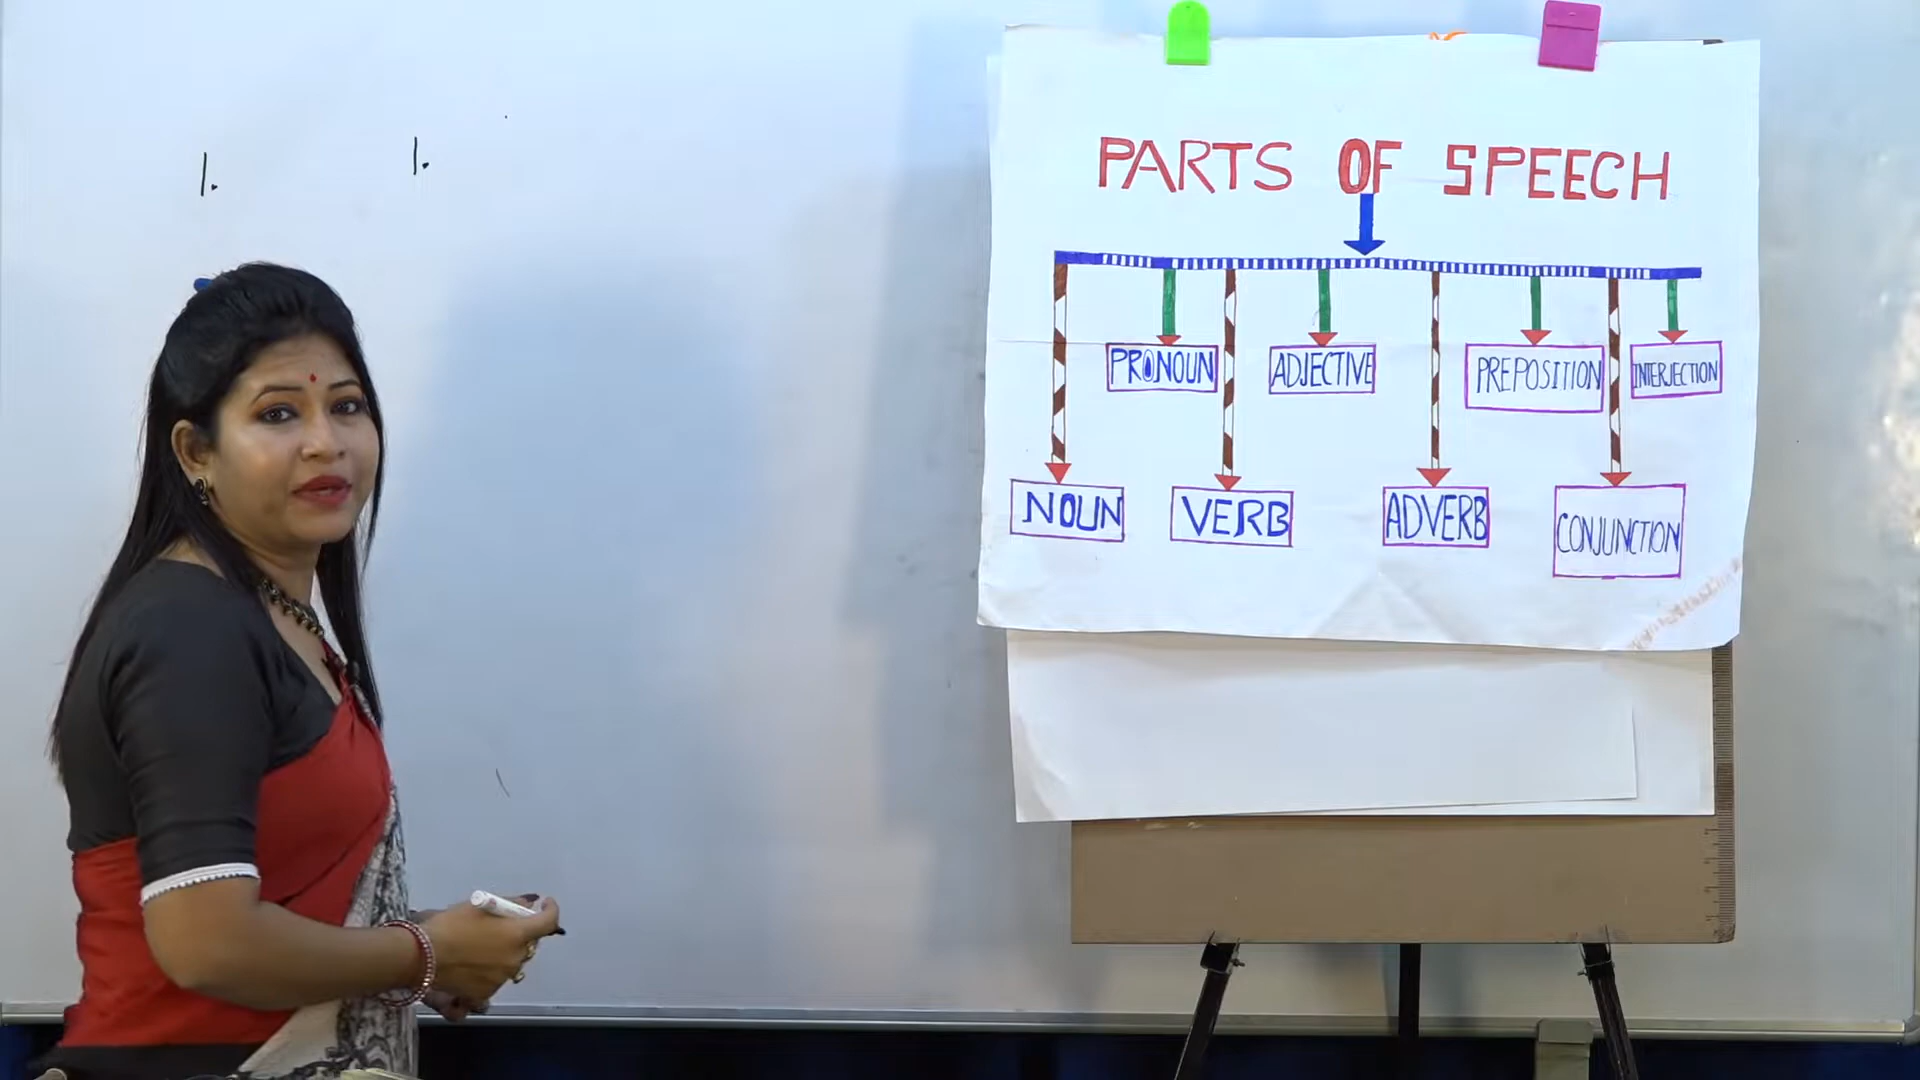 1. 1.
PARTS OF SPEECH
PRONOUN ADJECTIVE PREPOSITION INTERJECTION
NOUN VERB ADVERB CONJUNCTION